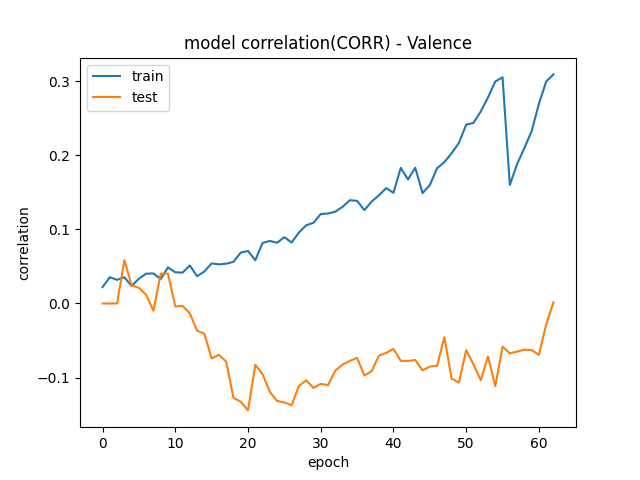 model correlation(CORR) - Valence
train
test
correlation
0.3
0.2
0.1
0.0
−0.1
0 10 20 30 40 50 60
epoch